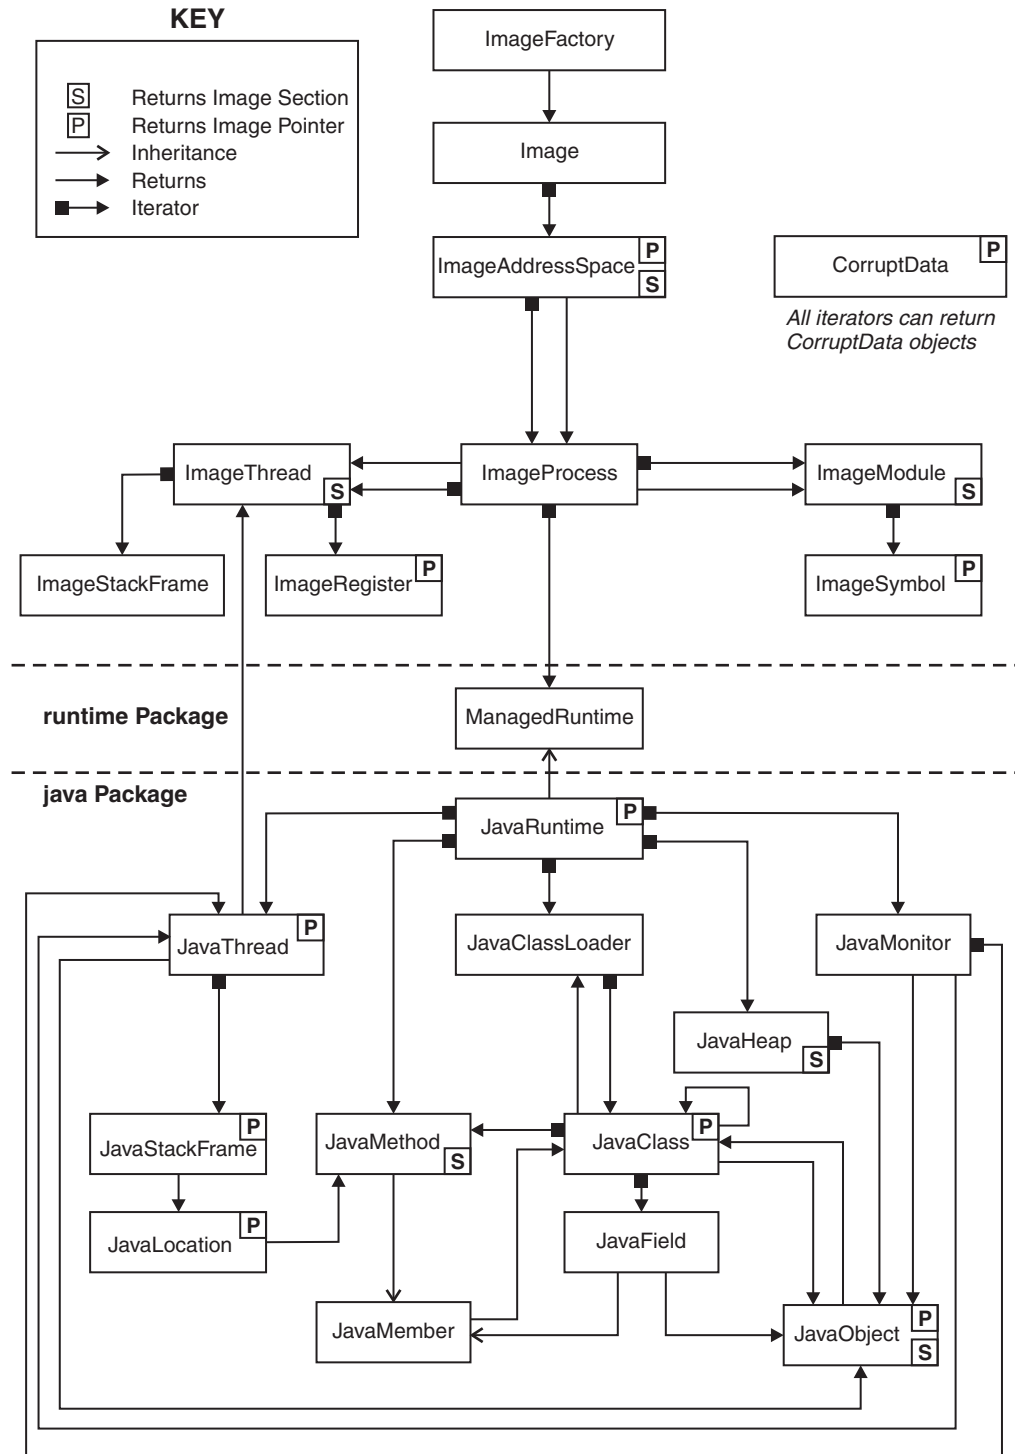 KEY
S Returns Image Section
P Returns Image Pointer
Inheritance
Returns
Iterator
ImageFactory
Image
ImageAddressSpace
P
S
CorruptData
P
All iterators can return
CorruptData objects
ImageThread
S
ImageProcess
ImageModule
S
ImageStackFrame
ImageRegister
P
ImageSymbol
P
runtime Package
ManagedRuntime
java Package
JavaRuntime
P
JavaThread
P
JavaClassLoader
JavaMonitor
JavaHeap
S
JavaStackFrame
P
JavaMethod
S
JavaClass
P
JavaLocation
P
JavaField
JavaMember
JavaObject
P
S